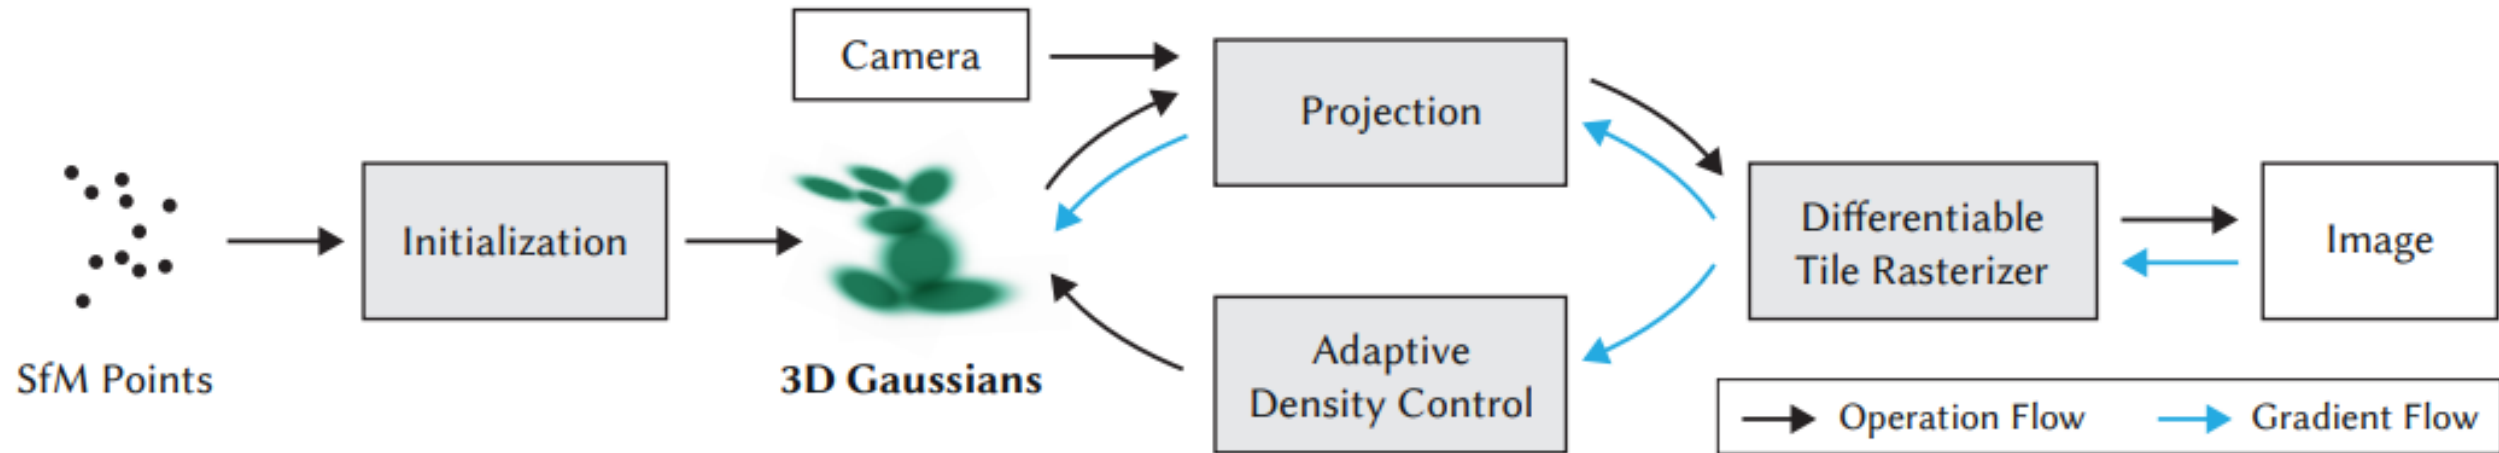 Camera
Projection
Initialization
Differentiable
Tile Rasterizer
Image
SfM Points
3D Gaussians
Adaptive
Density Control
Operation Flow
Gradient Flow